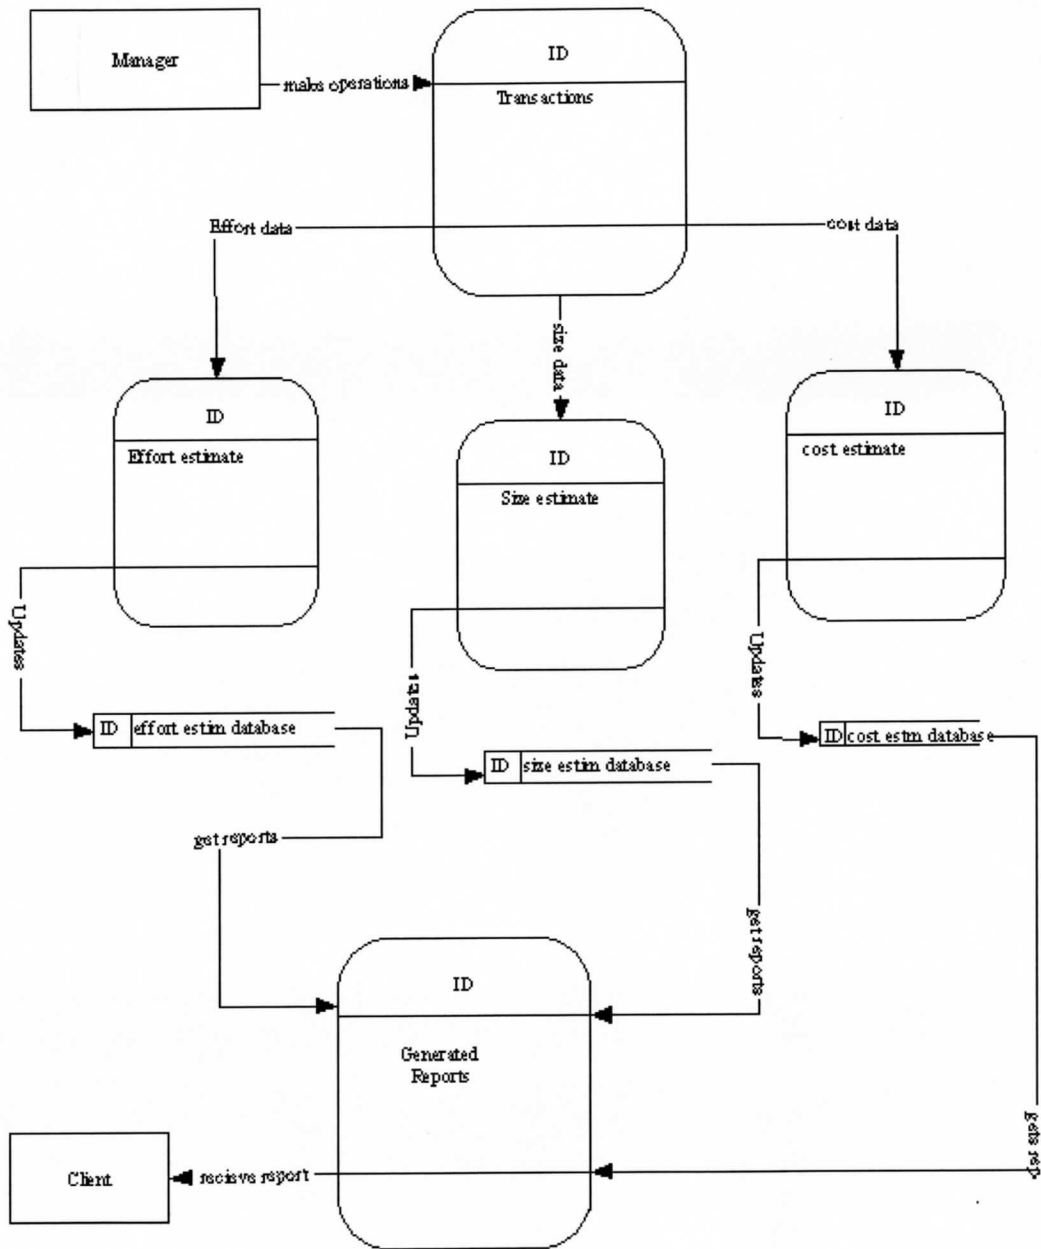 Manager
ID
make operations
Transactions
Effort data
cost data
size data
ID
Effort estimate
ID
Size estimate
ID
cost estimate
Updates
Updates
Updates
ID effort estim database
ID size estim database
ID cost estm database
get reports
get reports
gets rep
ID
Generated
Reports
Client
recieve report